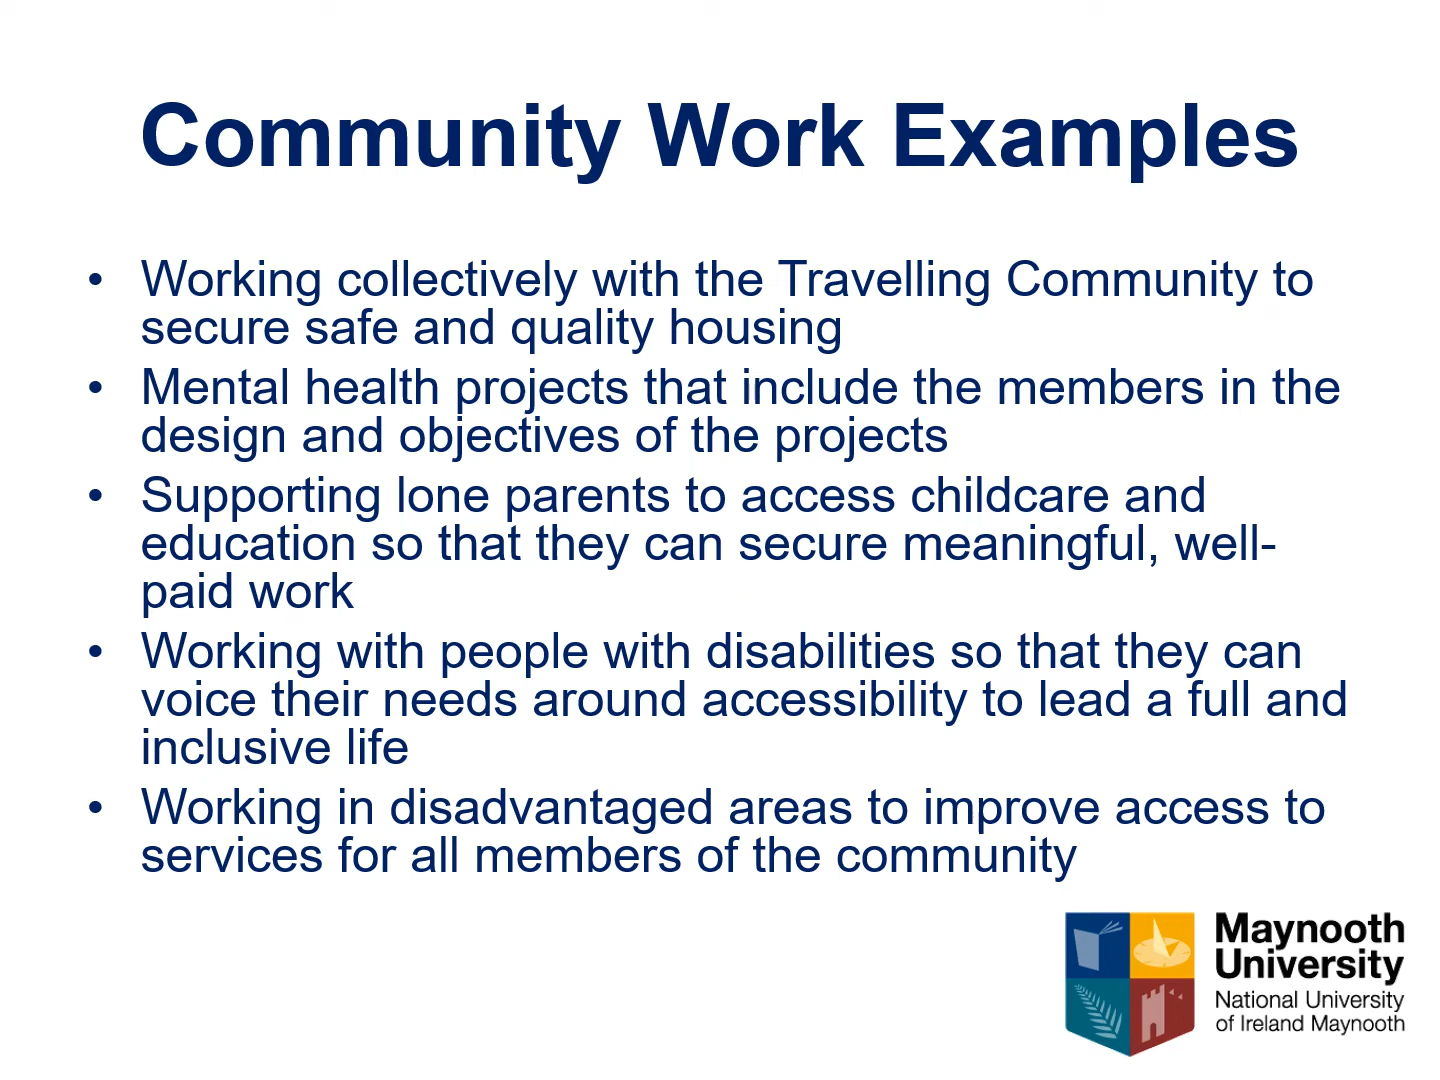 Community Work Examples
• Working collectively with the Travelling Community to
secure safe and quality housing
• Mental health projects that include the members in the
design and objectives of the projects
• Supporting lone parents to access childcare and
education so that they can secure meaningful, well-
paid work
• Working with people with disabilities so that they can
voice their needs around accessibility to lead a full and
inclusive life
• Working in disadvantaged areas to improve access to
services for all members of the community
Maynooth
University
National University
of Ireland Maynooth